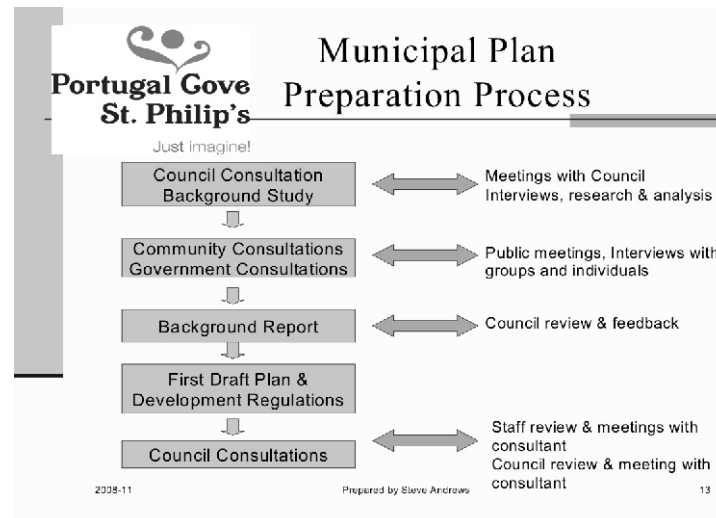 Portugal Cove
St. Philip's
Just imagine!
Municipal Plan
Preparation Process
Council Consultation
Background Study
Meetings with Council
Interviews, research & analysis
Community Consultations
Government Consultations
Public meetings, Interviews with
groups and individuals
Background Report
Council review & feedback
First Draft Plan &
Development Regulations
Council Consultations
Staff review & meetings with
consultant
Council review & meeting with
consultant
2008-11
Prepared by Steve Andrews
13